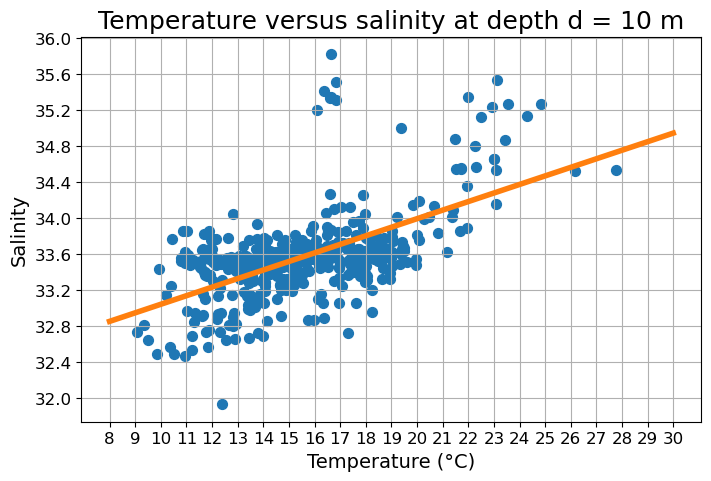 Temperature versus salinity at depth d = 10 m
36.0
35.6
35.2
34.8
34.4
34.0
33.6
33.2
32.8
32.4
32.0
Salinity
8 9 10 11 12 13 14 15 16 17 18 19 20 21 22 23 24 25 26 27 28 29 30
Temperature (°C)